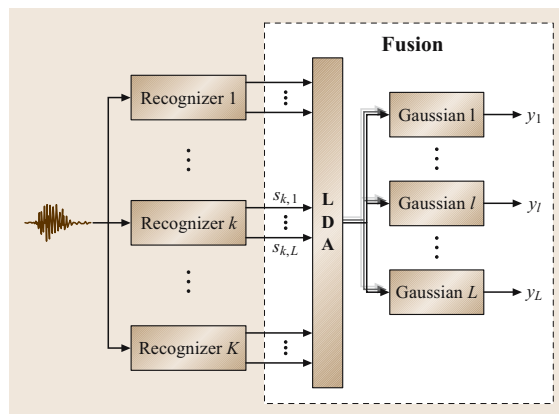 Fusion
Recognizer 1
Recognizer k
Recognizer K
s_{k,1}
s_{k,L}
L
D
A
Gaussian 1
Gaussian l
Gaussian L
y_1
y_l
y_L